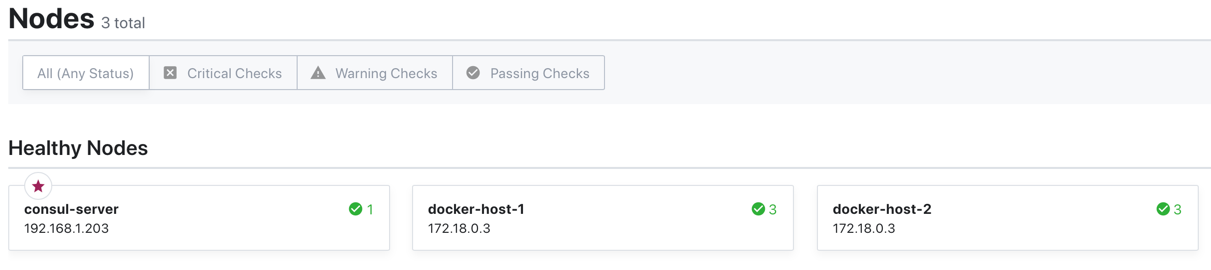 Nodes 3 total
All (Any Status) Critical Checks Warning Checks Passing Checks
Healthy Nodes
consul-server 1
192.168.1.203
docker-host-1 3
172.18.0.3
docker-host-2 3
172.18.0.3